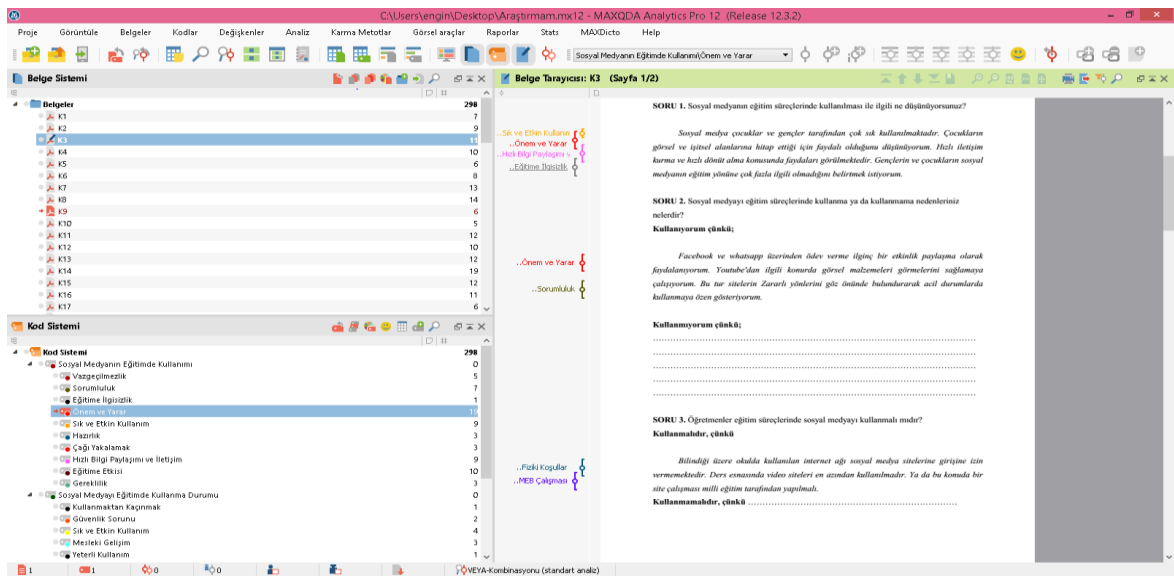 C:\Users\engin\Desktop\Araştırmam.mx12 - MAXQDA Analytics Pro 12 (Release 12.3.2)
Proje Görüntüle Belgeler Kodlar Değişkenler Analiz Karma Metotlar Görsel araçlar Raporlar Stats MAXDicto Help
Sosyal Medyanın Eğitimde Kullanımı\Önem ve Yarar
Belge Sistemi
Belgeler 298
K1 7
K2 9
K3 11
K4 10
K5 6
K6 8
K7 13
K8 14
K9 6
K10 5
K11 12
K12 10
K13 12
K14 19
K15 12
K16 11
K17 6
Kod Sistemi
Kod Sistemi 298
Sosyal Medyanın Eğitimde Kullanımı 0
Vazgeçilmezlik 5
Sorumluluk 7
Eğitime İlgisizlik 1
Önem ve Yarar 19
Sık ve Etkin Kullanım 9
Hazırlık 3
Çağı Yakalamak 3
Hızlı Bilgi Paylaşımı ve İletişim 9
Eğitime Etkisi 10
Gereklilik 3
Sosyal Medyayı Eğitimde Kullanma Durumu 0
Kullanmaktan Kaçınmak 1
Güvenlik Sorunu 2
Sık ve Etkin Kullanım 4
Mesleki Gelişim 3
Yeterli Kullanım 1
Belge Tarayıcısı: K3 (Sayfa 1/2)
SORU 1. Sosyal medyanın eğitim süreçlerinde kullanılması ile ilgili ne düşünüyorsunuz?
..Sık ve Etkin Kullanım
..Önem ve Yarar
..Hızlı Bilgi Paylaşımı v
..Eğitime İlgisizlik
Sosyal medya çocuklar ve gençler tarafından çok sık kullanılmaktadır. Çocukların
görsel ve işitsel alanlarına hitap ettiği için faydalı olduğunu düşünüyorum. Hızlı iletişim
kurma ve hızlı dönüt alma konusunda faydaları görülmektedir. Gençlerin ve çocukların sosyal
medyanın eğitim yönüne çok fazla ilgili olmadığını belirtmek istiyorum.
SORU 2. Sosyal medyayı eğitim süreçlerinde kullanma ya da kullanmama nedenleriniz
nelerdir?
Kullanıyorum çünkü;
..Önem ve Yarar
..Sorumluluk
Facebook ve whatsapp üzerinden ödev verme ilginç bir etkinlik paylaşma olarak
faydalanıyorum. Youtube'dan ilgili konurda görsel malzemeleri görmelerini sağlamaya
çalışıyorum. Bu tur sitelerin Zararlı yönlerini göz önünde bulundurarak acil durumlarda
kullanmaya özen gösteriyorum.
Kullanmıyorum çünkü;
................................................................................
................................................................................
................................................................................
................................................................................
................................................................................
SORU 3. Öğretmenler eğitim süreçlerinde sosyal medyayı kullanmalı mıdır?
Kullanmalıdır, çünkü
..Fiziki Koşullar
..MEB Çalışması
Bilindiği üzere okulda kullanılan internet ağı sosyal medya sitelerine girişine izin
vermemektedir. Ders esnasında video siteleri en azından kullanılmadır. Ya da bu konuda bir
site çalışması milli eğitim tarafından yapılmalı.
Kullanmamalıdır, çünkü ....................................................
1 1 0 0 VEYA-Kombinasyonu (standart analiz)